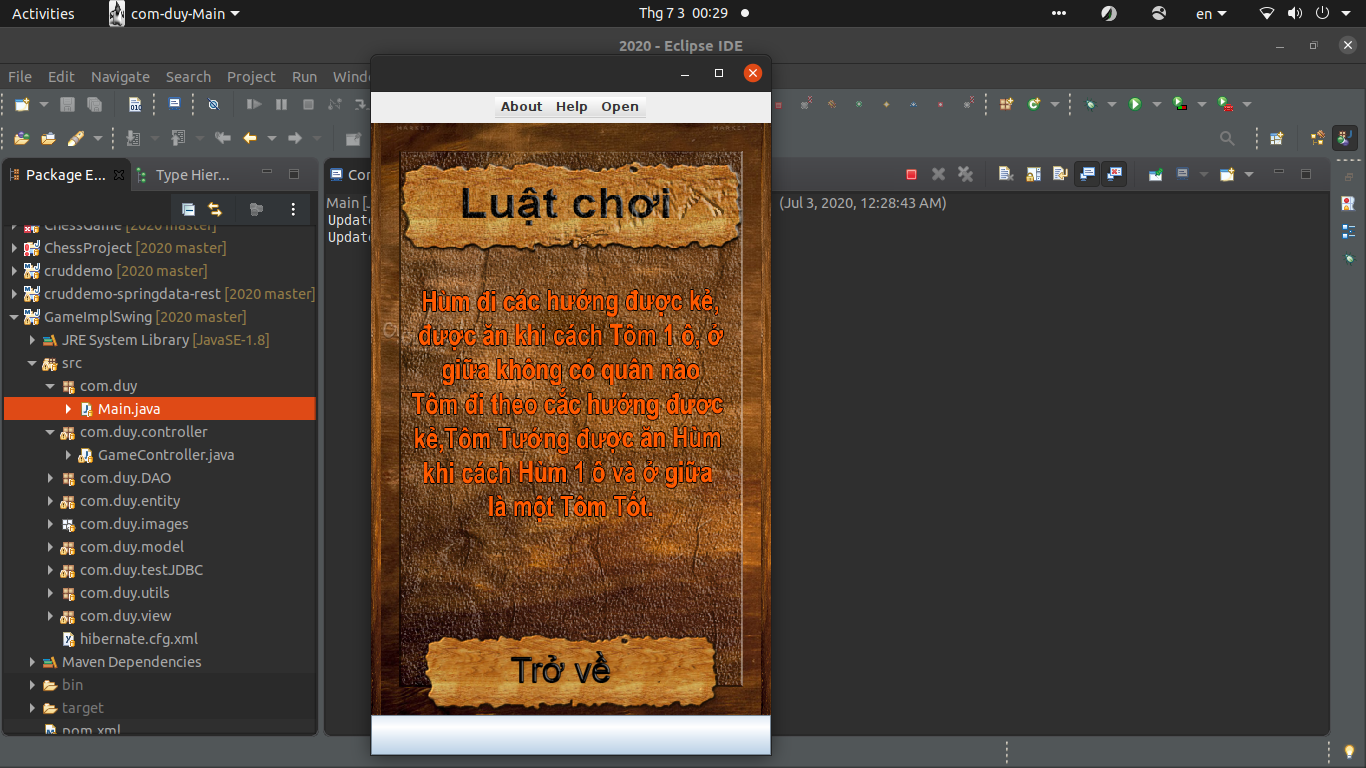 Activities
com-duy-Main
Thg 7 3 00:29
en
2020 - Eclipse IDE
File Edit Navigate Search Project Run
About Help Open
MARKET MARKET
Package E...
Type Hier...
ChessGame [2020 master]
ChessProject [2020 master]
cruddemo [2020 master]
cruddemo-springdata-rest [2020 master]
GameImplSwing [2020 master]
JRE System Library [JavaSE-1.8]
src
com.duy
Main.java
com.duy.controller
GameController.java
com.duy.DAO
com.duy.entity
com.duy.images
com.duy.model
com.duy.testJDBC
com.duy.utils
com.duy.view
hibernate.cfg.xml
Maven Dependencies
bin
target
pom.xml
Main (Jul 3, 2020, 12:28:43 AM)
Luật chơi
Hùm đi các hướng được kẻ,
được ăn khi cách Tôm 1 ô, ở
giữa không có quân nào
Tôm đi theo các hướng được
kẻ,Tôm Tướng được ăn Hùm
khi cách Hùm 1 ô và ở giữa
là một Tôm Tốt.
Trở về